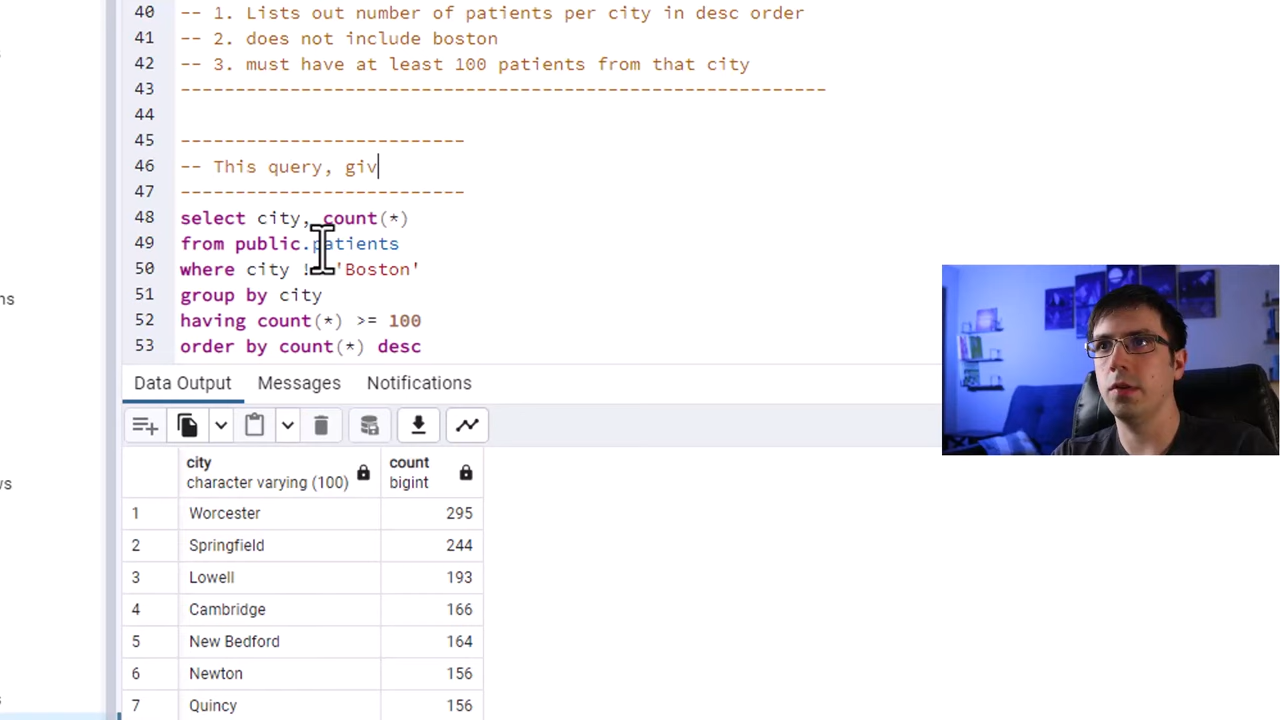 40 -- 1. Lists out number of patients per city in desc order
41 -- 2. does not include boston
42 -- 3. must have at least 100 patients from that city
43 -----------------------------------------------------------
44
45 --------------------------
46 -- This query, giv
47 --------------------------
48 select city, count(*)
49 from public.patients
50 where city ! 'Boston'
51 group by city
52 having count(*) >= 100
53 order by count(*) desc
ns
ws
s
Data Output Messages Notifications
city count
character varying (100) bigint
1 Worcester 295
2 Springfield 244
3 Lowell 193
4 Cambridge 166
5 New Bedford 164
6 Newton 156
7 Quincy 156